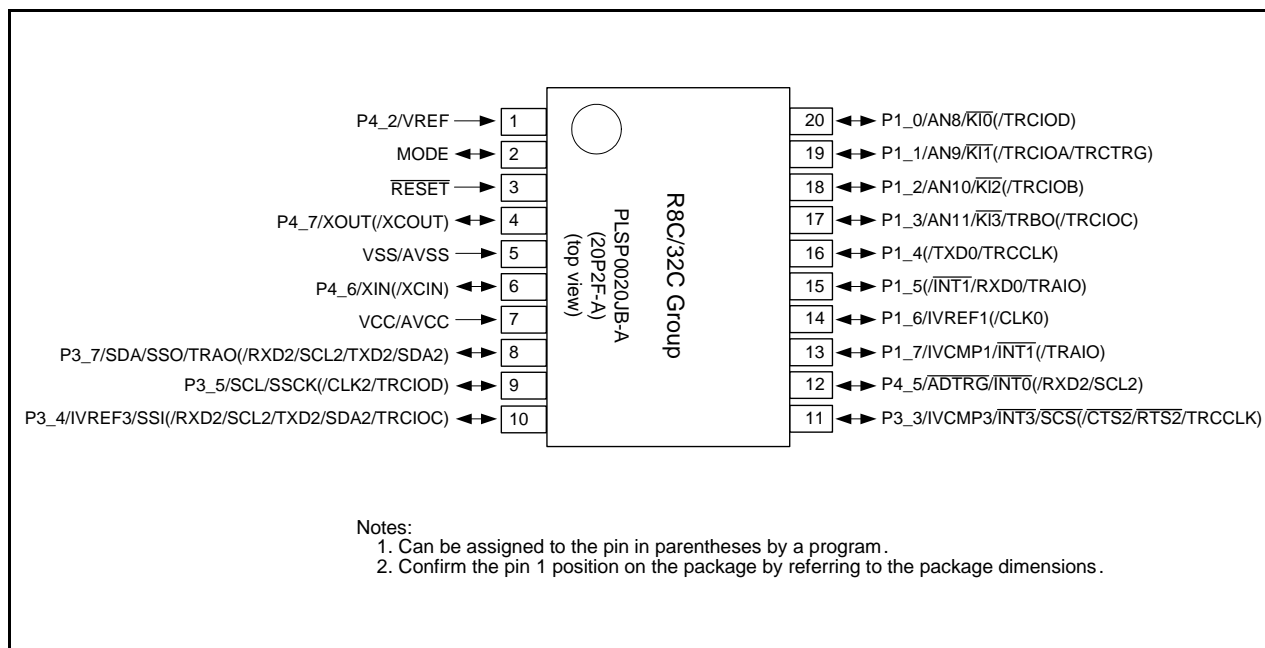 P4_2/VREF 1
MODE 2
RESET 3
P4_7/XOUT(/XCOUT) 4
VSS/AVSS 5
P4_6/XIN(/XCIN) 6
VCC/AVCC 7
P3_7/SDA/SSO/TRAO(/RXD2/SCL2/TXD2/SDA2) 8
P3_5/SCL/SSCK(/CLK2/TRCIOD) 9
P3_4/IVREF3/SSI(/RXD2/SCL2/TXD2/SDA2/TRCIOC) 10
R8C/32C Group
PLSP0020JB-A
(20P2F-A)
(top view)
20 P1_0/AN8/KI0(/TRCIOD)
19 P1_1/AN9/KI1(/TRCIOA/TRCTRG)
18 P1_2/AN10/KI2(/TRCIOB)
17 P1_3/AN11/KI3/TRBO(/TRCIOC)
16 P1_4(/TXD0/TRCCLK)
15 P1_5(/INT1/RXD0/TRAIO)
14 P1_6/IVREF1(/CLK0)
13 P1_7/IVCMP1/INT1(/TRAIO)
12 P4_5/ADTRG/INT0(/RXD2/SCL2)
11 P3_3/IVCMP3/INT3/SCS(/CTS2/RTS2/TRCCLK)
Notes:
1. Can be assigned to the pin in parentheses by a program.
2. Confirm the pin 1 position on the package by referring to the package dimensions.